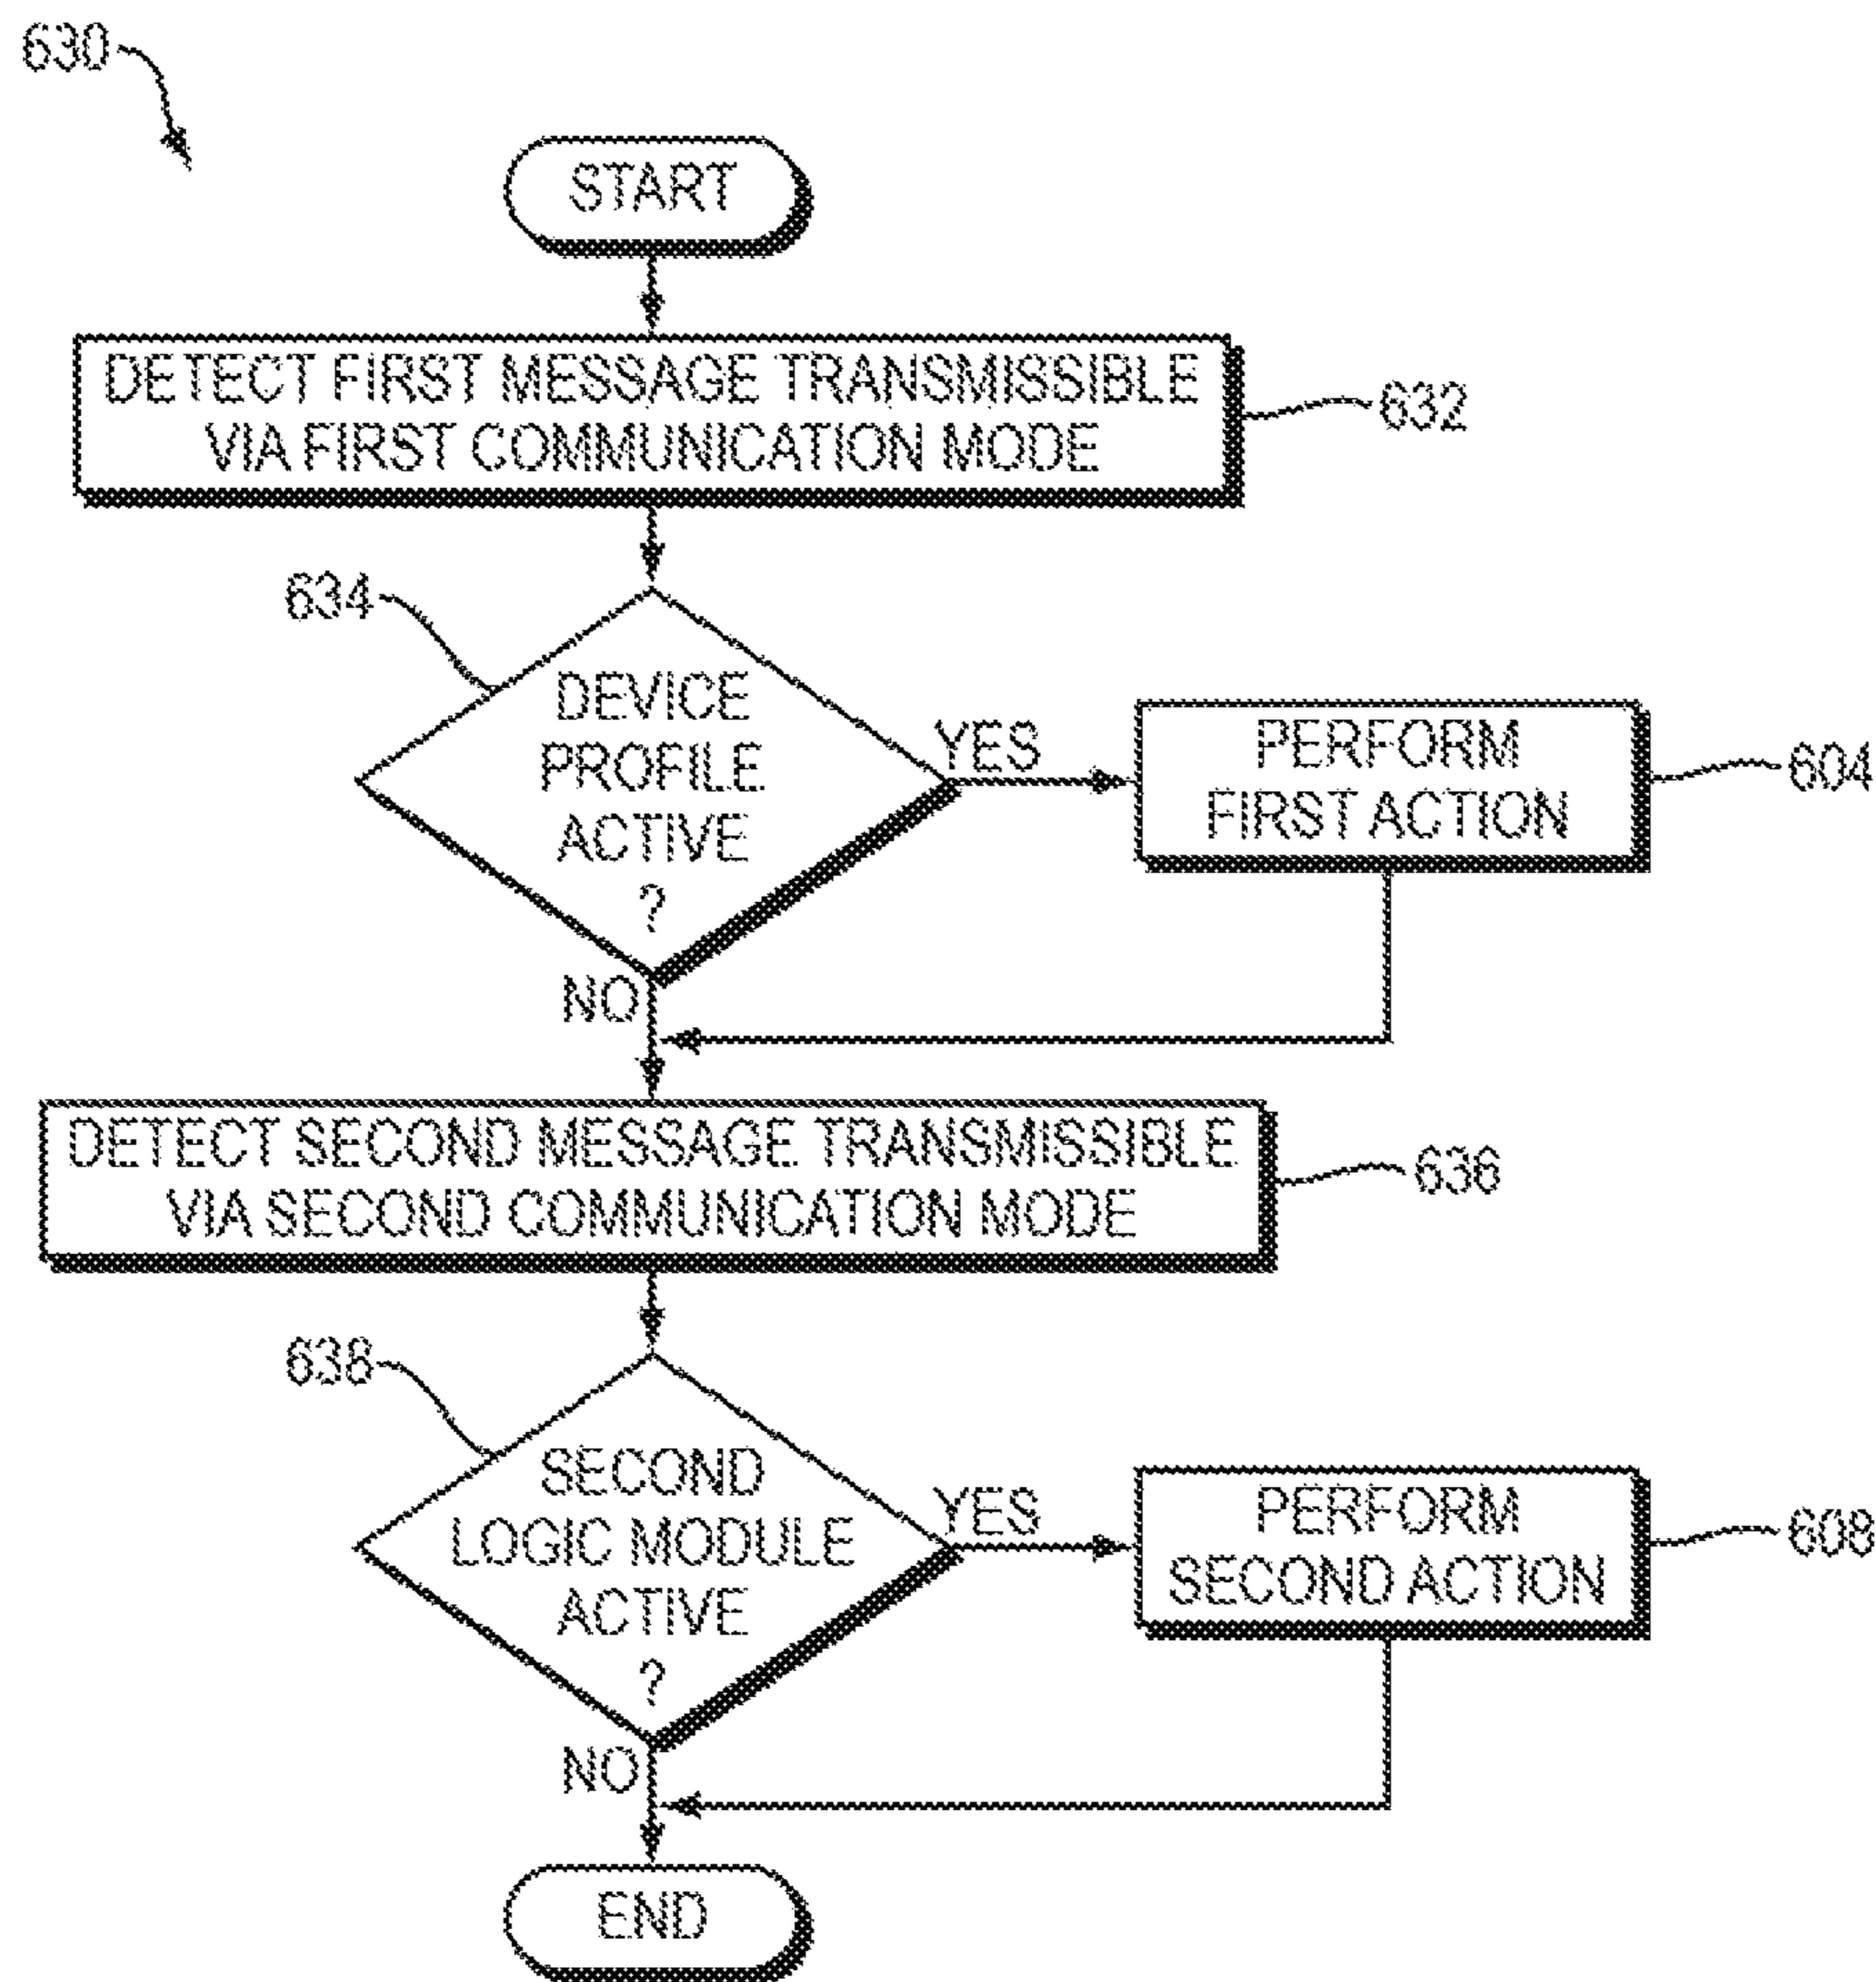 630
START
DETECT FIRST MESSAGE TRANSMISSIBLE
VIA FIRST COMMUNICATION MODE
632
634
DEVICE
PROFILE
ACTIVE
?
YES
PERFORM
FIRST ACTION
604
NO
DETECT SECOND MESSAGE TRANSMISSIBLE
VIA SECOND COMMUNICATION MODE
636
638
SECOND
LOGIC MODULE
ACTIVE
?
YES
PERFORM
SECOND ACTION
608
NO
END